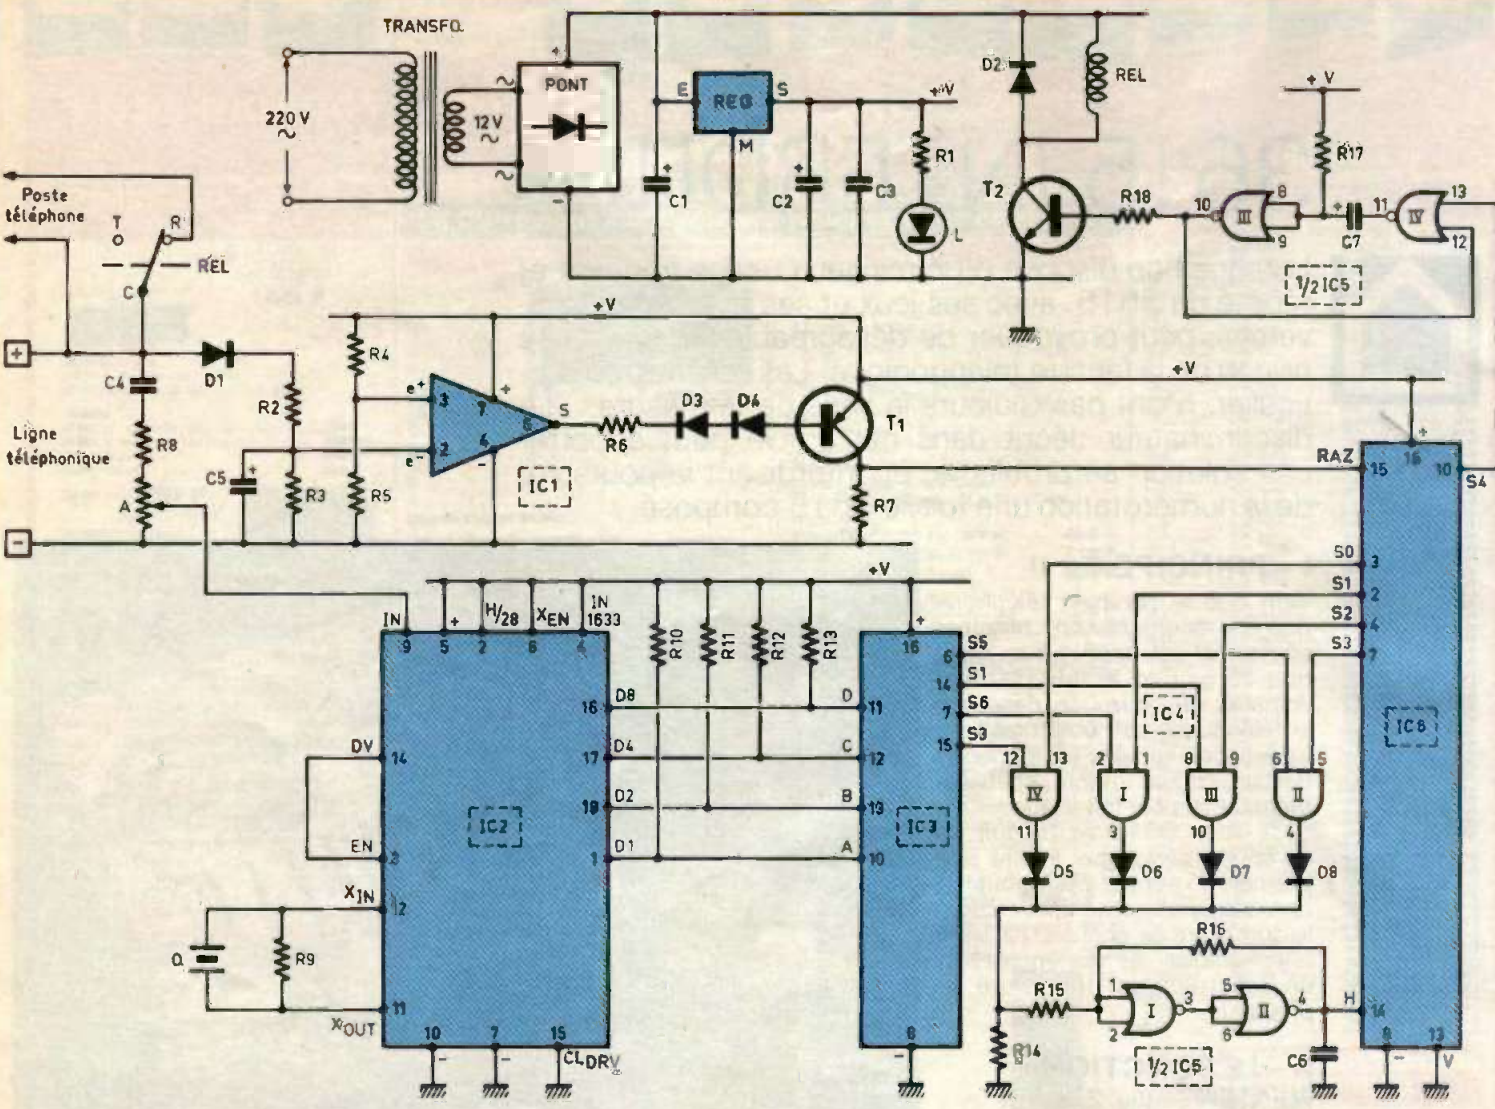 TRANSFO.
220 V
~
12V
~
~
PONT
+
-
E
REG
S
M
+V
C1
+
C2
+
C3
R1
L
D2
REL
T2
R18
10
III
8
9
+V
R17
+
C7
11
IV
13
12
1/2 IC5
Poste
téléphone
T
R
REL
C
+
C4
D1
R2
R8
Ligne
téléphonique
A
C5
+
R3
-
+V
R4
R5
e+
3
7
+
e-
2
4
-
6
S
IC1
R6
D3
D4
T1
R7
+V
RAZ
15
16
+
10
S4
S0
3
S1
2
S2
4
S3
7
IC6
H
14
8
-
13
V
IN
9
5
+
H/28
2
XEN
6
IN
1633
4
+V
R10
R11
R12
R13
16
D8
17
D4
18
D2
1
D1
DV
14
EN
3
XIN
12
XOUT
11
Q
R9
IC2
10
-
7
-
15
CLDRV
D
11
C
12
B
13
A
10
IC3
16
+
8
-
6
S5
14
S1
7
S6
15
S3
IC4
12
13
IV
11
2
1
I
3
8
9
III
10
6
5
II
4
D5
D6
D7
D8
R14
R15
R16
1
2
I
3
5
6
II
4
1/2 IC5
C6